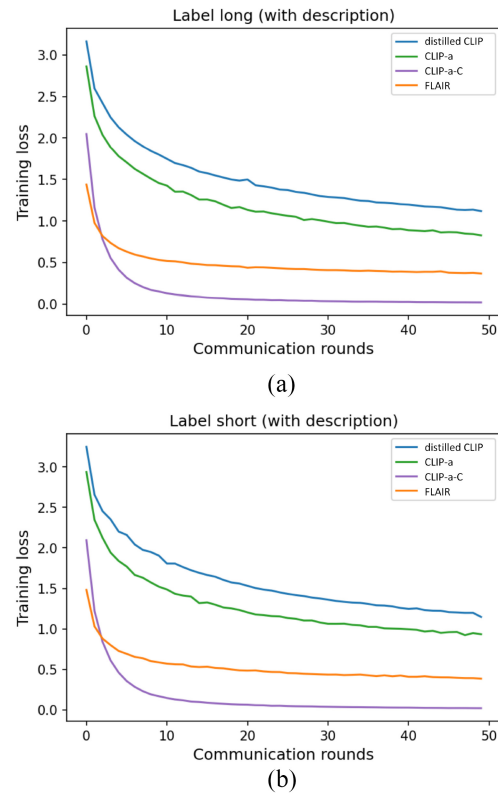 Label long (with description)
distilled CLIP
CLIP-a
CLIP-a-C
FLAIR
3.0
2.5
2.0
1.5
1.0
0.5
0.0
Training loss
0 10 20 30 40 50
Communication rounds
(a)
Label short (with description)
distilled CLIP
CLIP-a
CLIP-a-C
FLAIR
3.0
2.5
2.0
1.5
1.0
0.5
0.0
Training loss
0 10 20 30 40 50
Communication rounds
(b)